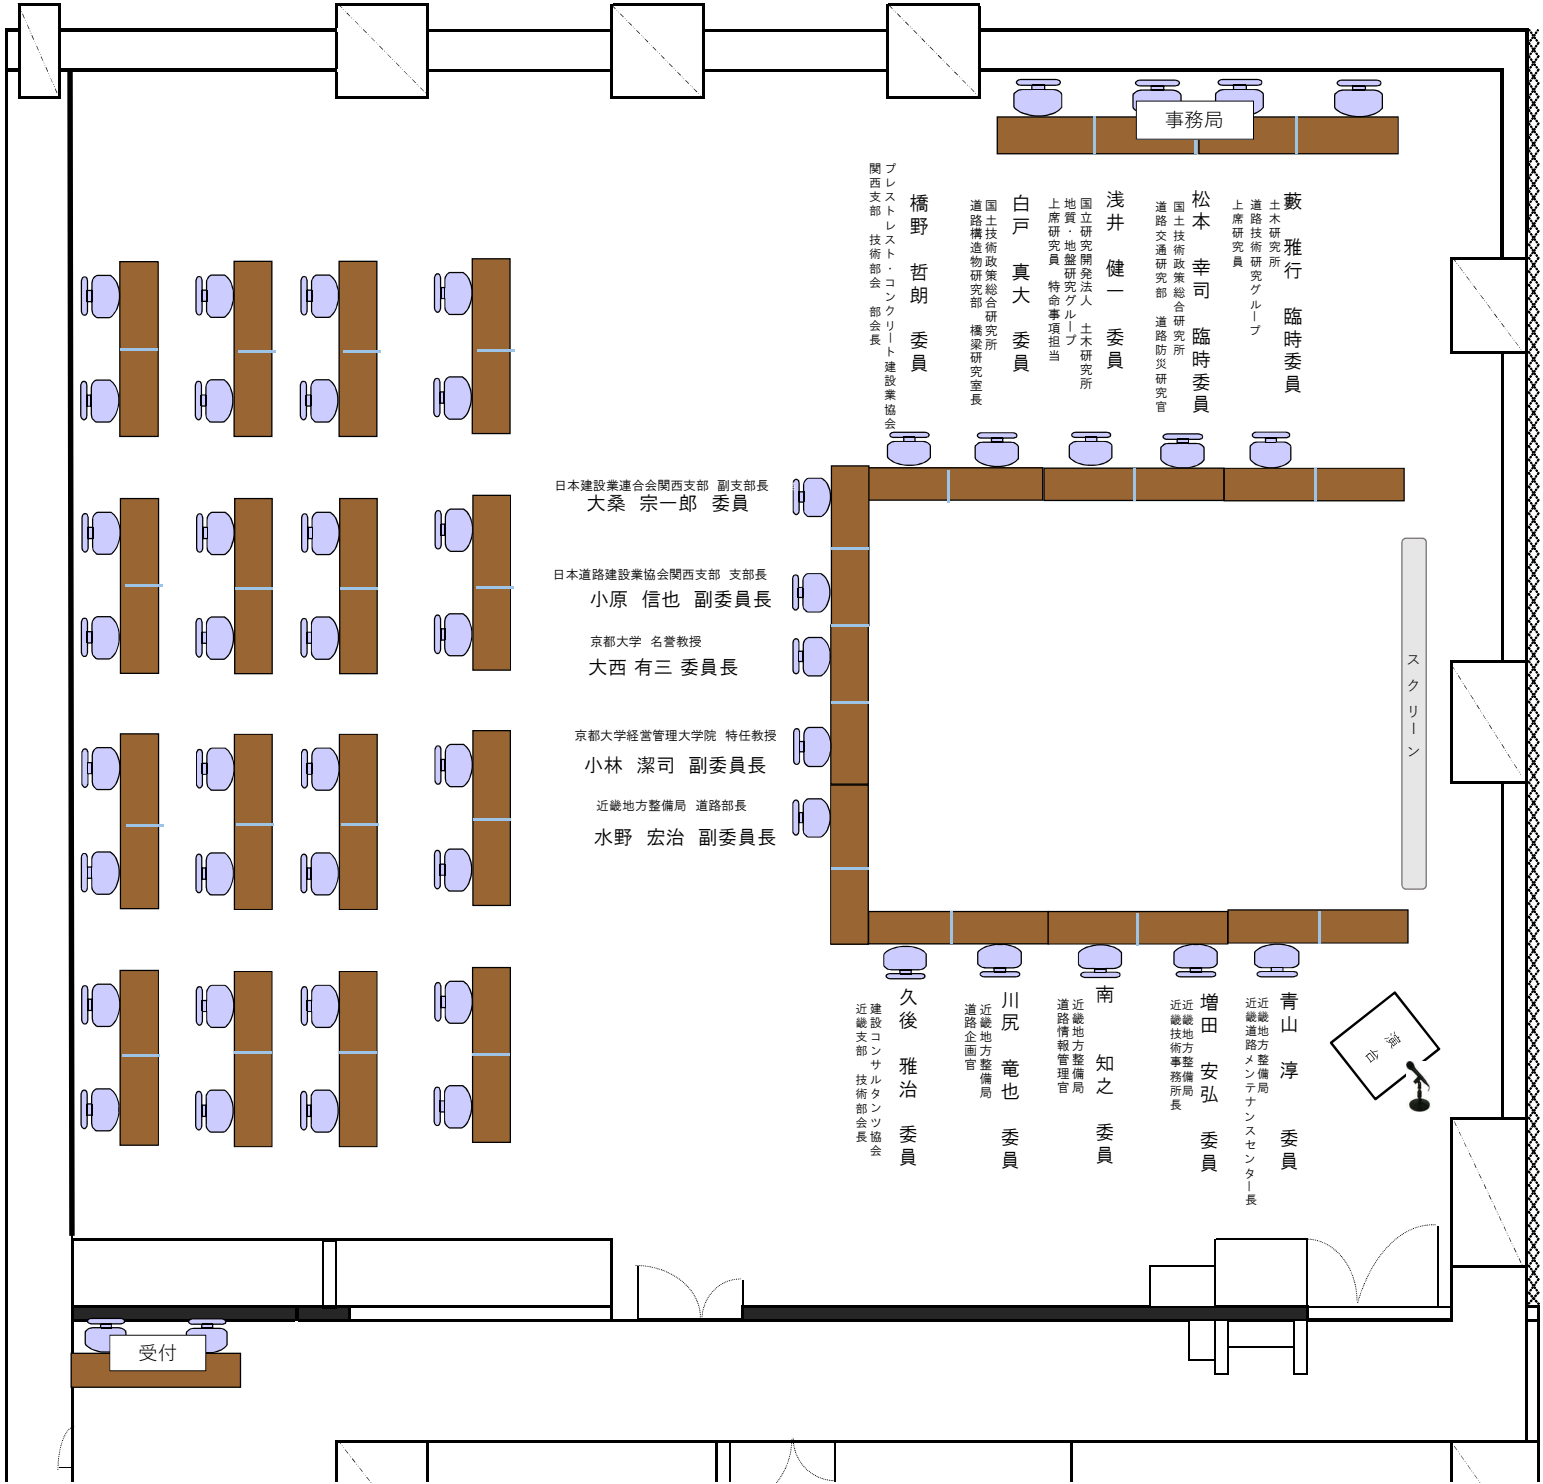 事務局
藪　雅行　臨時委員
土木研究所
道路技術研究グループ
上席研究員
松本　幸司　臨時委員
国土技術政策総合研究所
道路交通研究部　道路防災研究官
浅井　健一　委員
国立研究開発法人　土木研究所
地質・地盤研究グループ
上席研究員　特命事項担当
白戸　真大　委員
国土技術政策総合研究所
道路構造物研究部　橋梁研究室長
橋野　哲朗　委員
プレストレスト・コンクリート建設業協会
関西支部　技術部会　部会長
日本建設業連合会関西支部　副支部長
大桑　宗一郎　委員
日本道路建設業協会関西支部　支部長
小原　信也　副委員長
京都大学　名誉教授
大西 有三 委員長
京都大学経営管理大学院　特任教授
小林　潔司　副委員長
近畿地方整備局　道路部長
水野　宏治　副委員長
スクリーン
青山　淳　委員
近畿地方整備局
近畿道路メンテナンスセンター長
増田　安弘　委員
近畿地方整備局
近畿技術事務所長
南　知之　委員
近畿地方整備局
道路情報管理官
川尻　竜也　委員
近畿地方整備局
道路企画官
久後　雅治　委員
建設コンサルタンツ協会
近畿支部　技術部会長
演台
受付